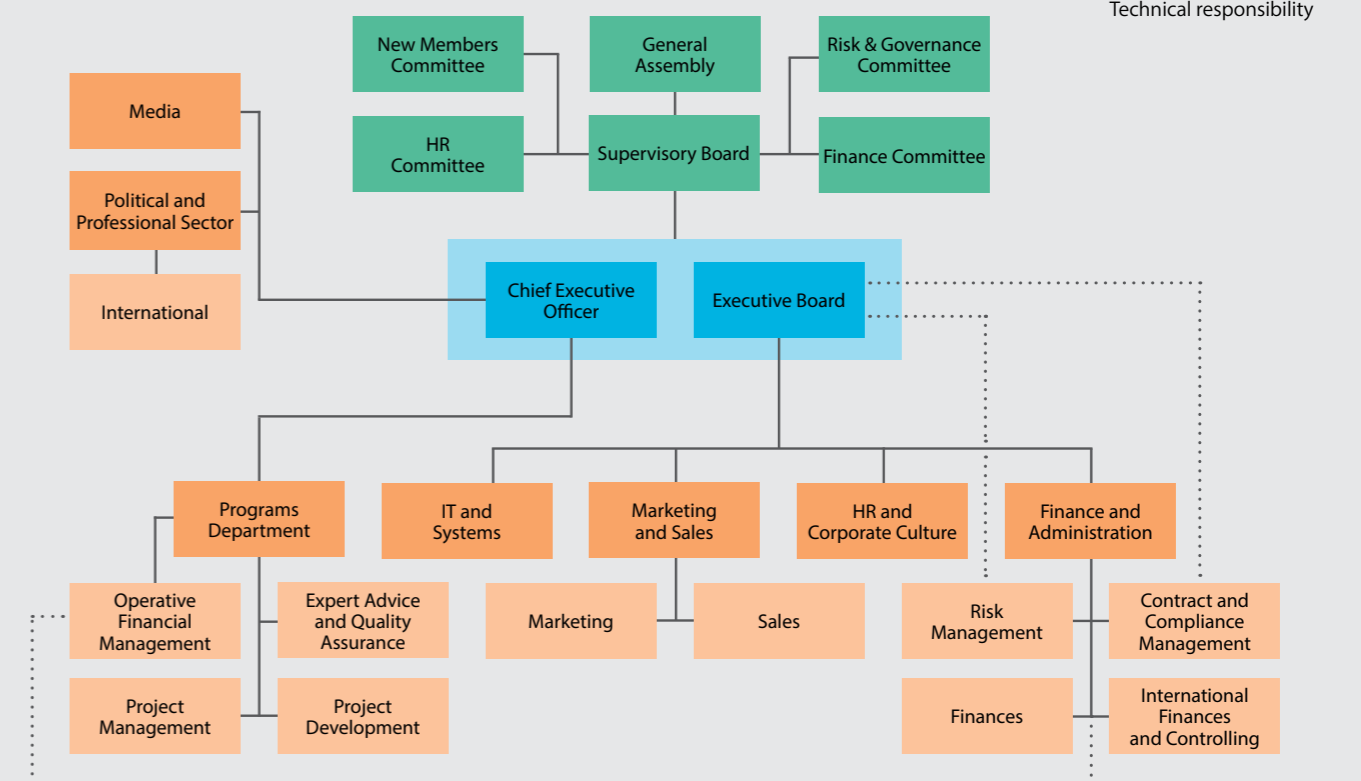 Technical responsibility
New Members
Committee
General
Assembly
Risk & Governance
Committee
Media
HR
Committee
Supervisory Board
Finance Committee
Political and
Professional Sector
International
Chief Executive
Officer
Executive Board
Programs
Department
IT and
Systems
Marketing
and Sales
HR and
Corporate Culture
Finance and
Administration
Operative
Financial
Management
Expert Advice
and Quality
Assurance
Marketing
Sales
Risk
Management
Contract and
Compliance
Management
Project
Management
Project
Development
Finances
International
Finances
and Controlling